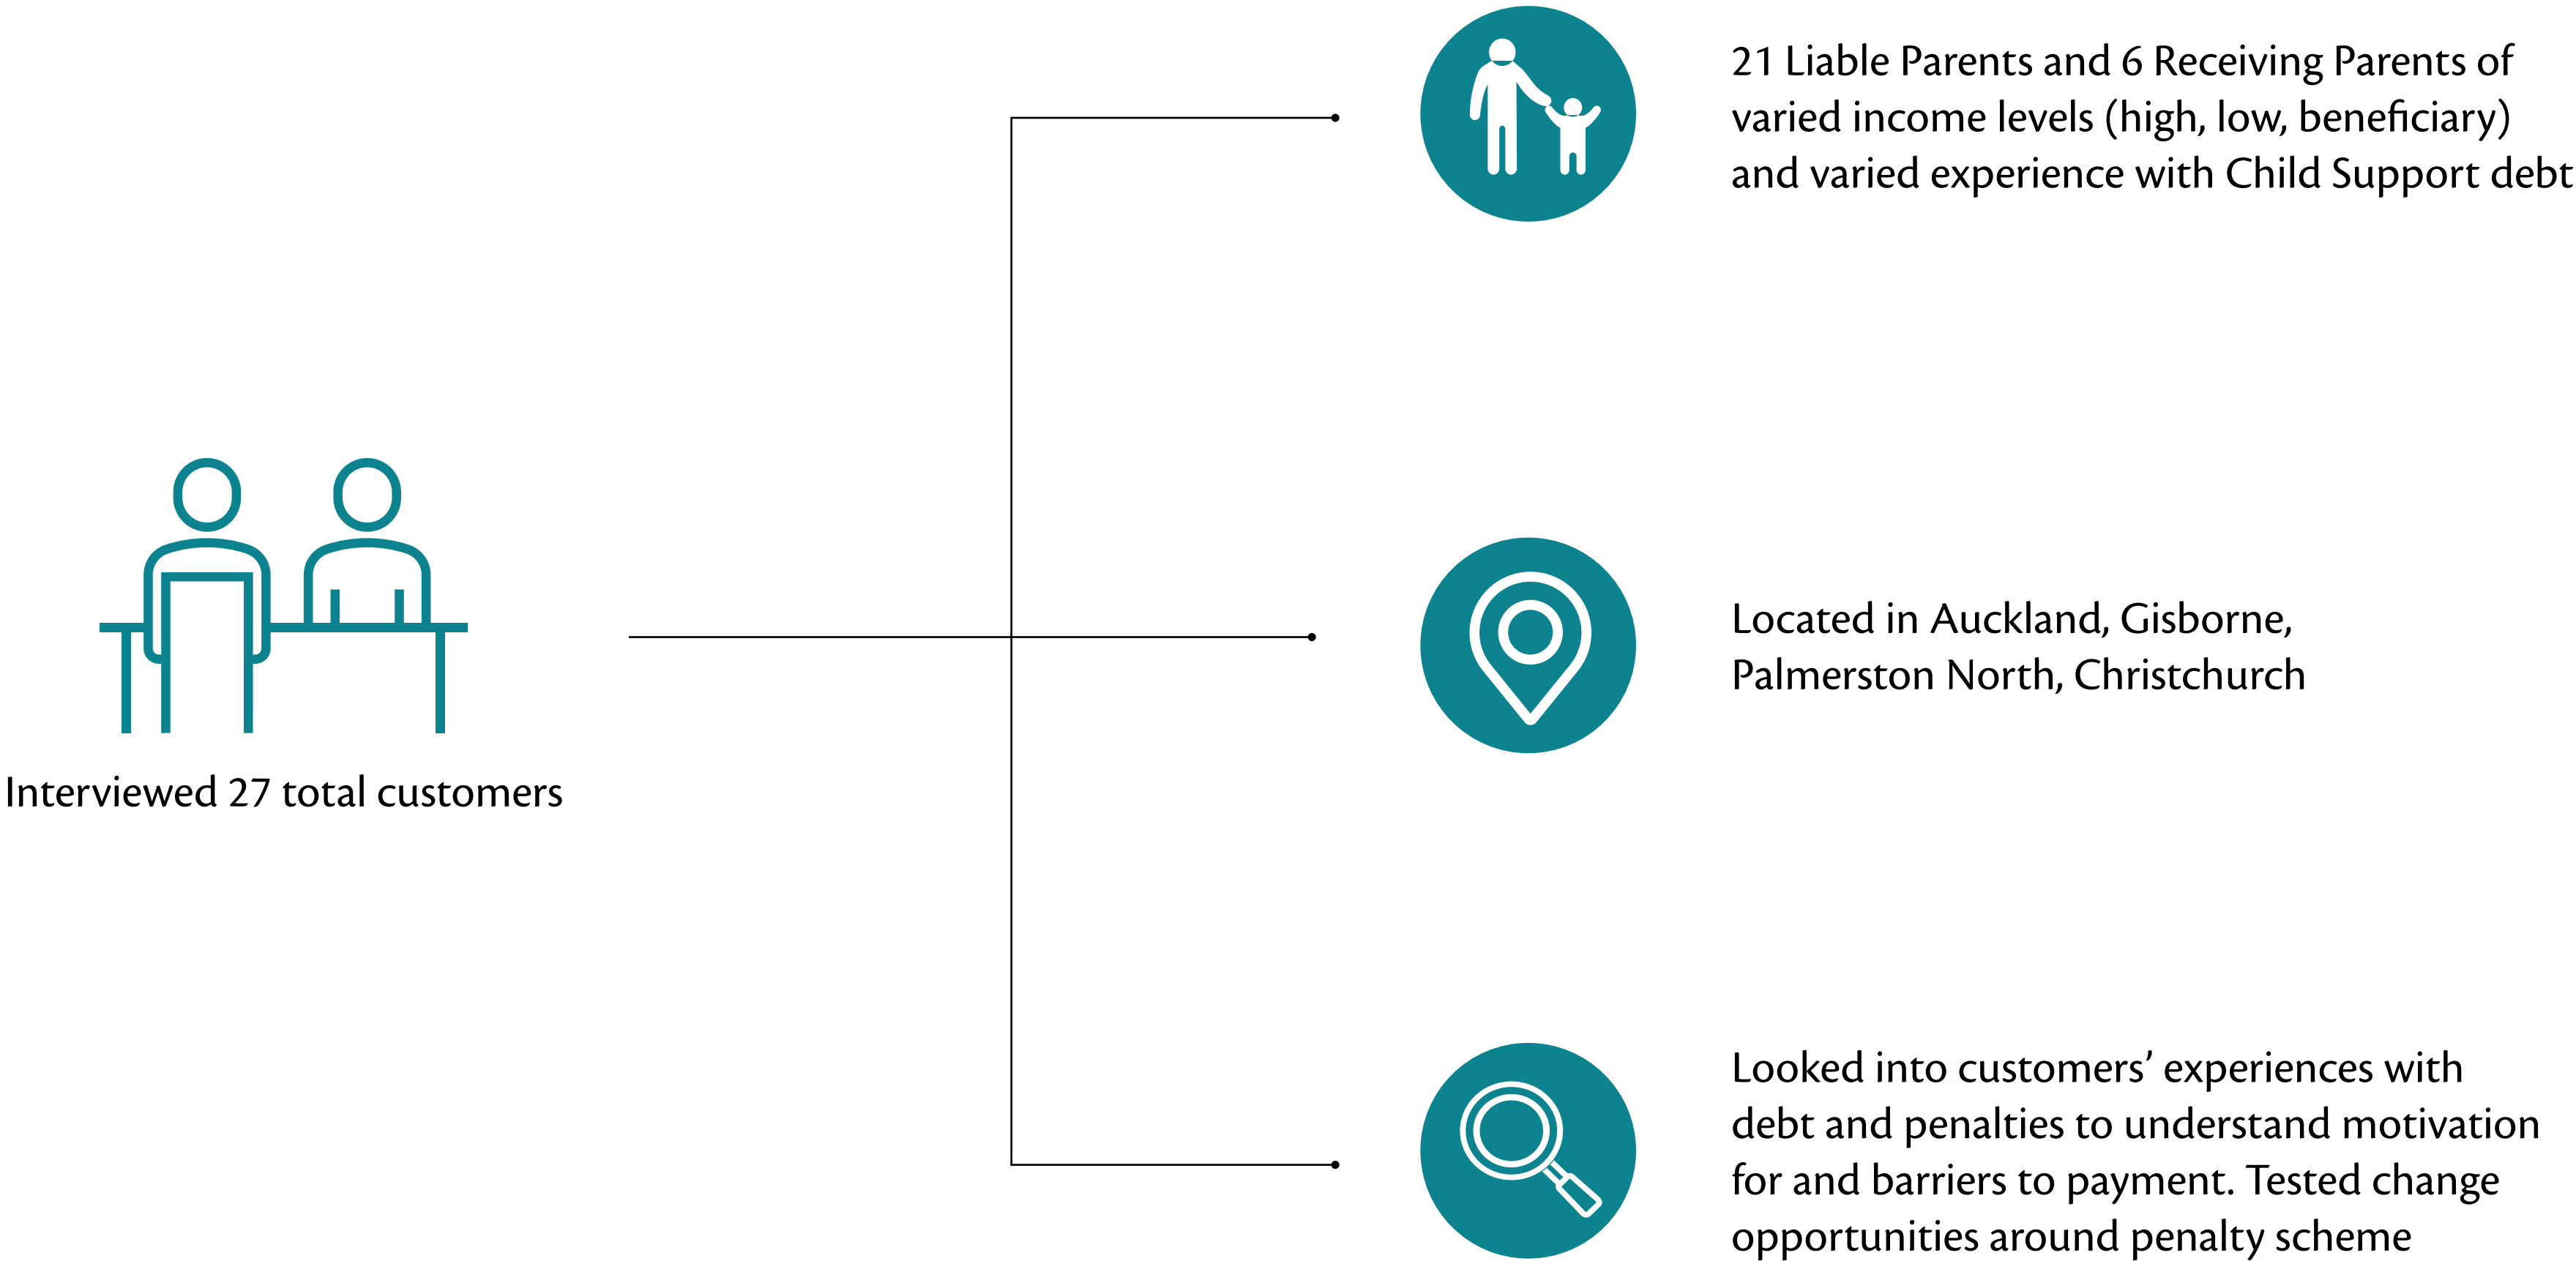 21 Liable Parents and 6 Receiving Parents of
varied income levels (high, low, beneficiary)
and varied experience with Child Support debt
Interviewed 27 total customers
Located in Auckland, Gisborne,
Palmerston North, Christchurch
Looked into customers’ experiences with
debt and penalties to understand motivation
for and barriers to payment. Tested change
opportunities around penalty scheme